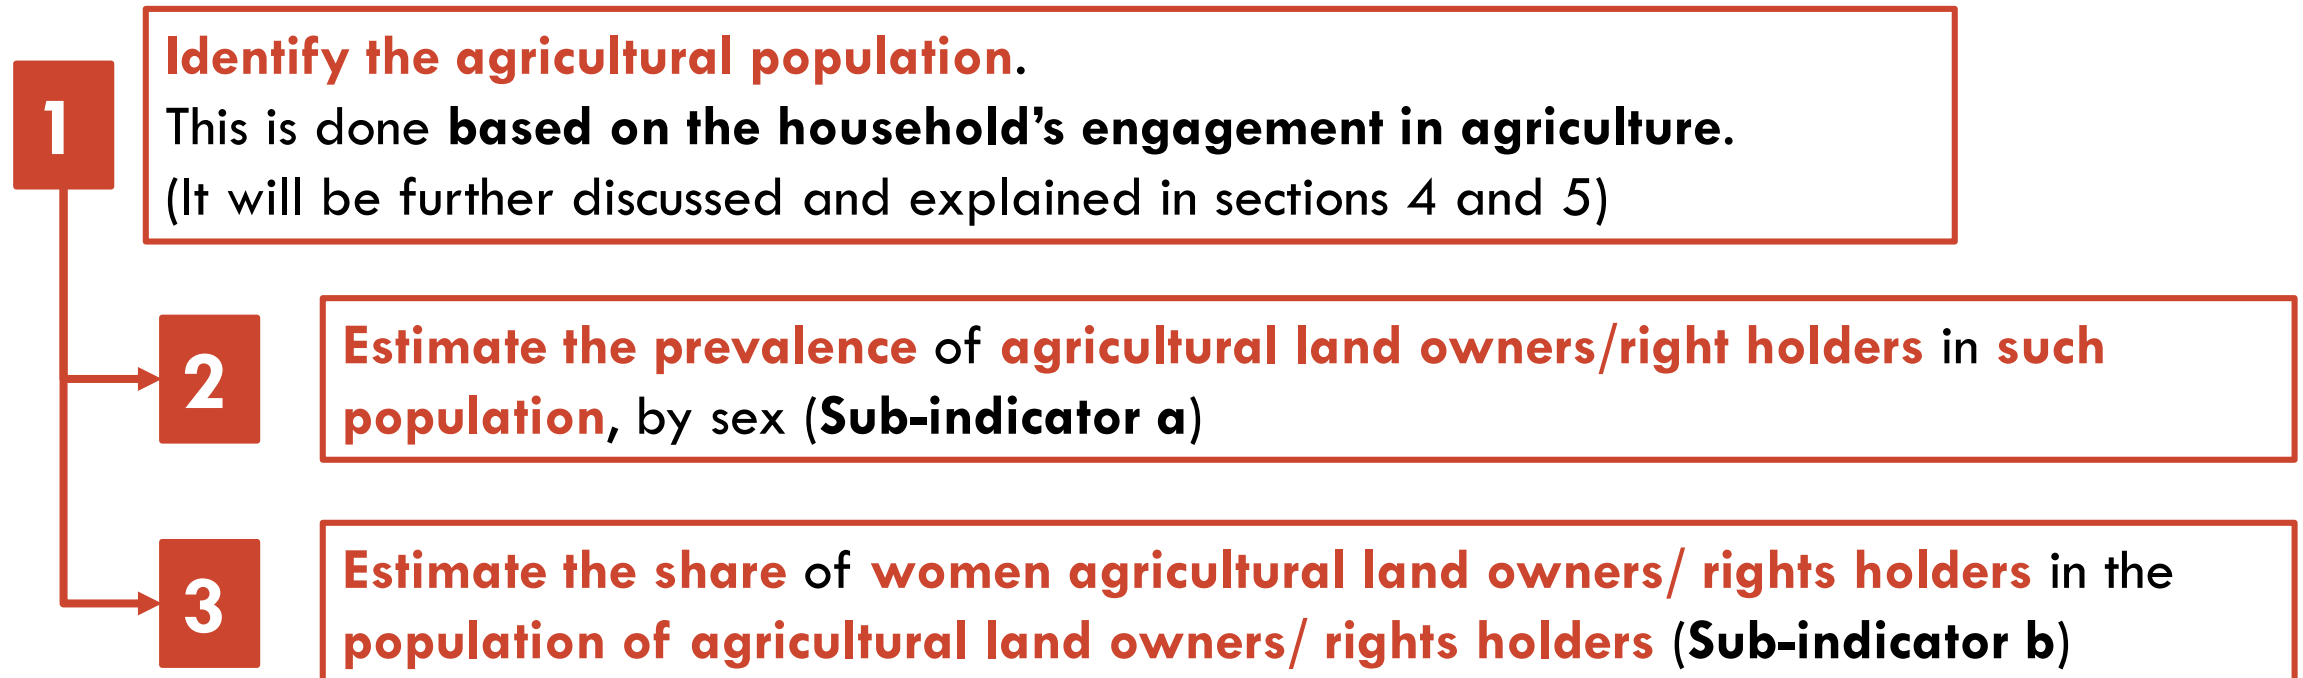 1
Identify the agricultural population.
This is done based on the household’s engagement in agriculture.
(It will be further discussed and explained in sections 4 and 5)
2
Estimate the prevalence of agricultural land owners/right holders in such
population, by sex (Sub-indicator a)
3
Estimate the share of women agricultural land owners/ rights holders in the
population of agricultural land owners/ rights holders (Sub-indicator b)